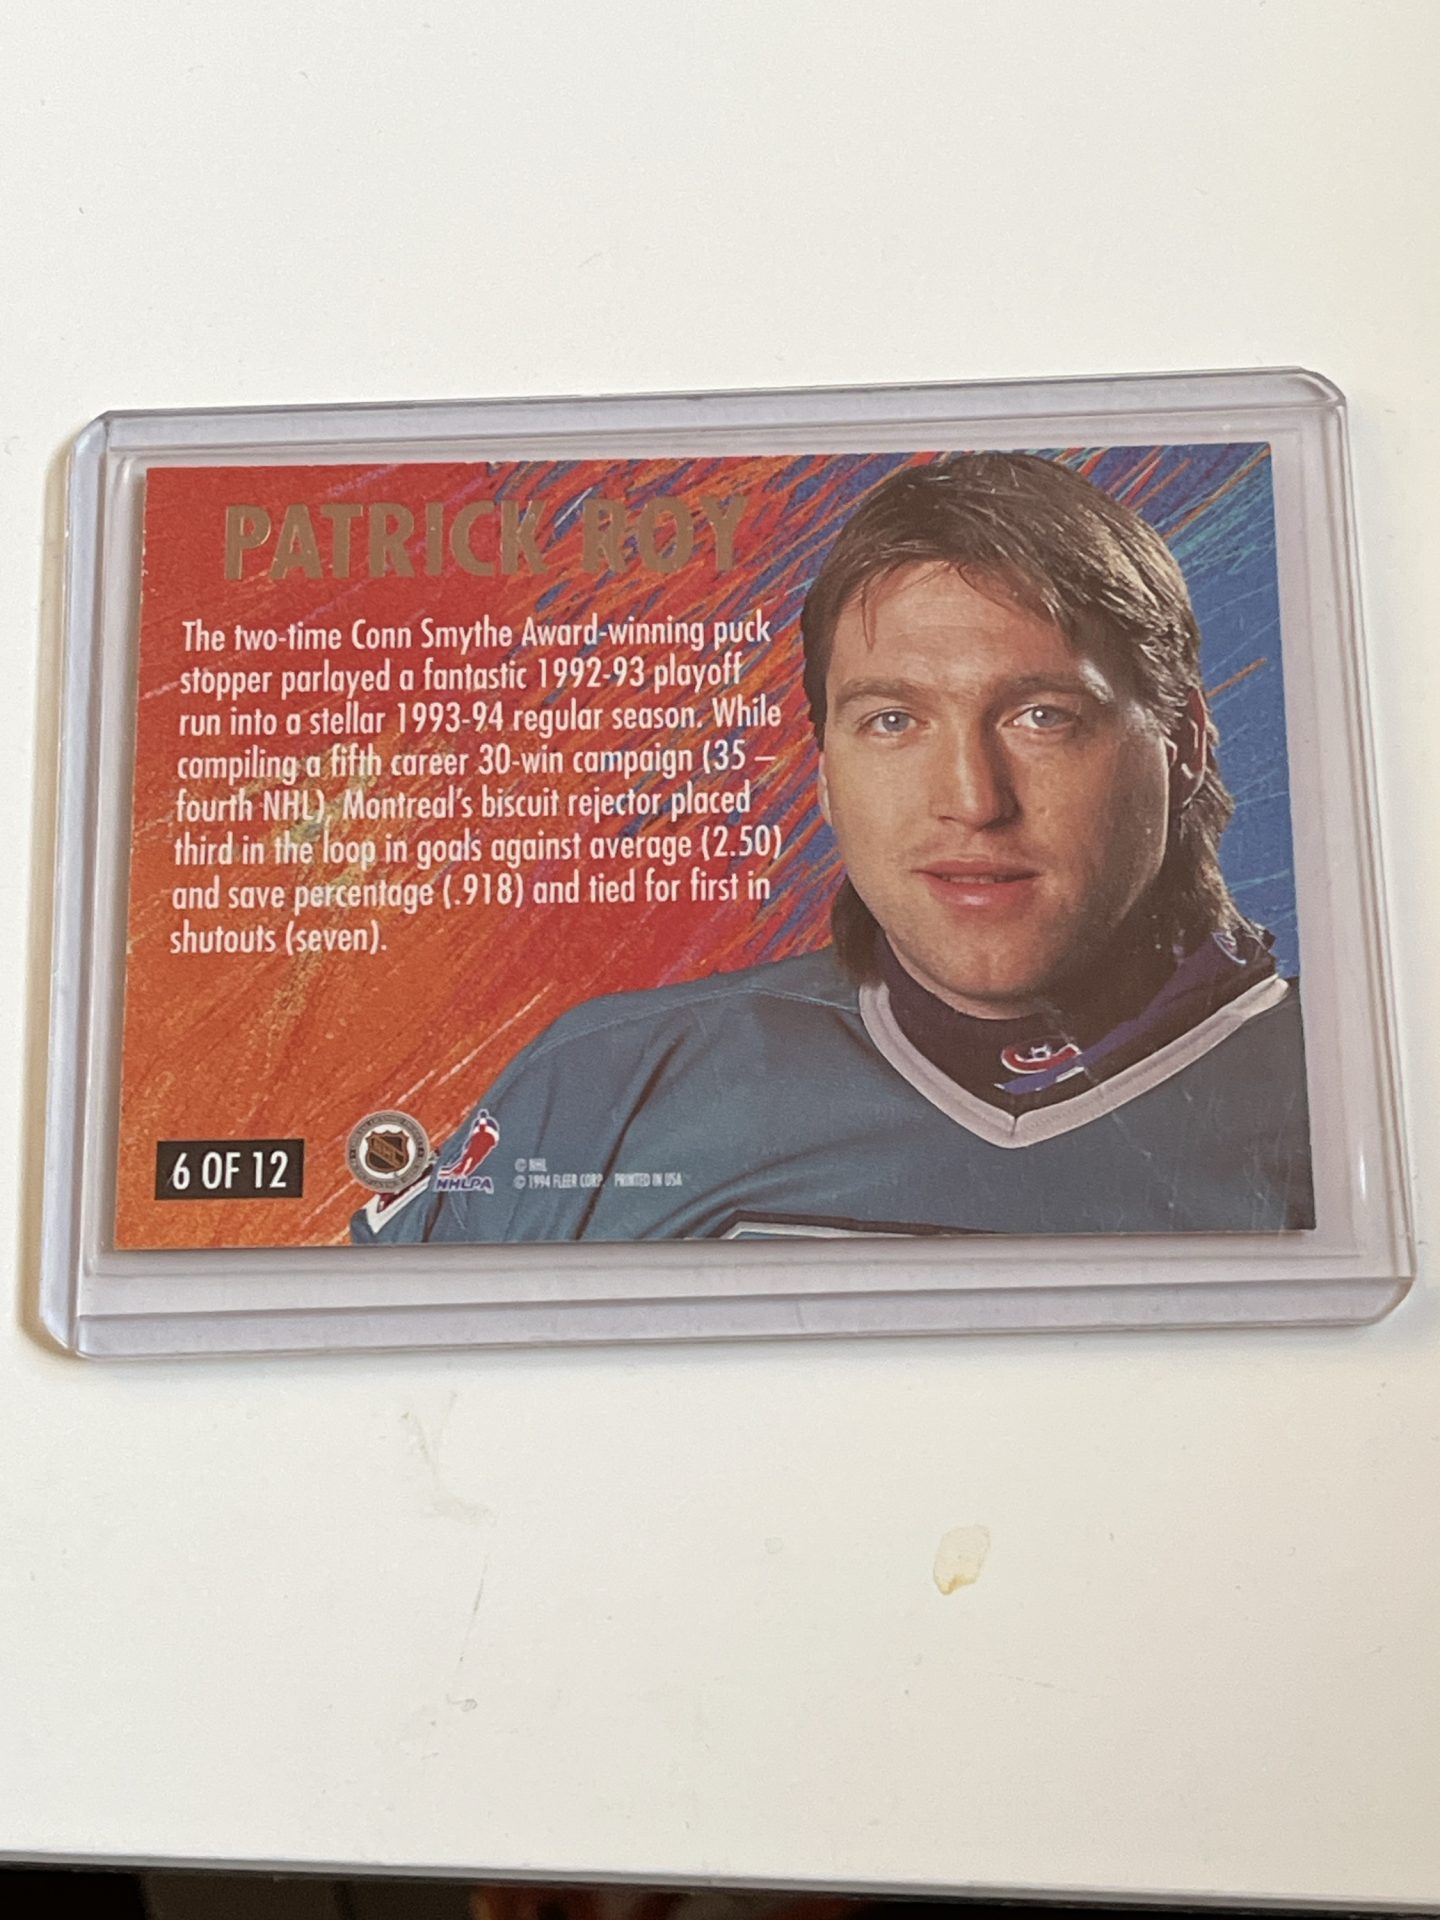 PATRICK ROY
The two-time Conn Smythe Award-winning puck
stopper parlayed a fantastic 1992-93 playoff
run into a stellar 1993-94 regular season. While
compiling a fifth career 30-win campaign (35 –
fourth NHL), Montreal's biscuit rejector placed
third in the loop in goals against average (2.50)
and save percentage (.918) and tied for first in
shutouts (seven).
6 OF 12
NHL
NHLPA
© NHL
© 1994 FLEER CORP. PRINTED IN USA